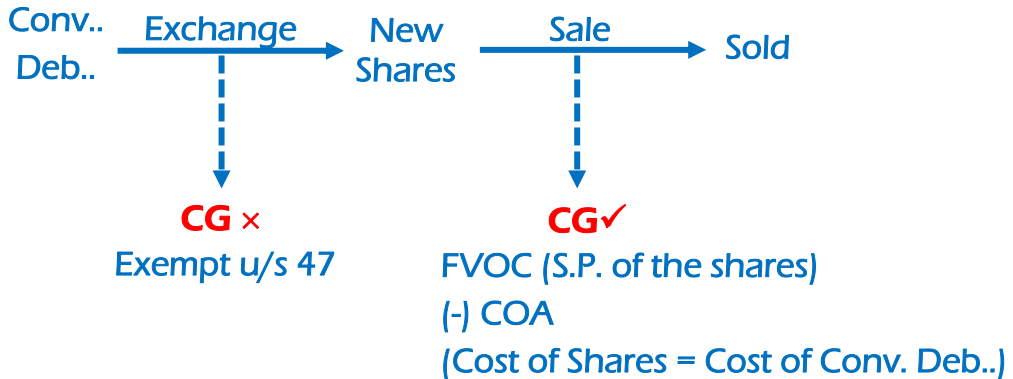 Conv..
Deb..
Exchange
New
Shares
Sale
Sold
CG ×
Exempt u/s 47
CG✓
FVOC (S.P. of the shares)
(-) COA
(Cost of Shares = Cost of Conv. Deb..)